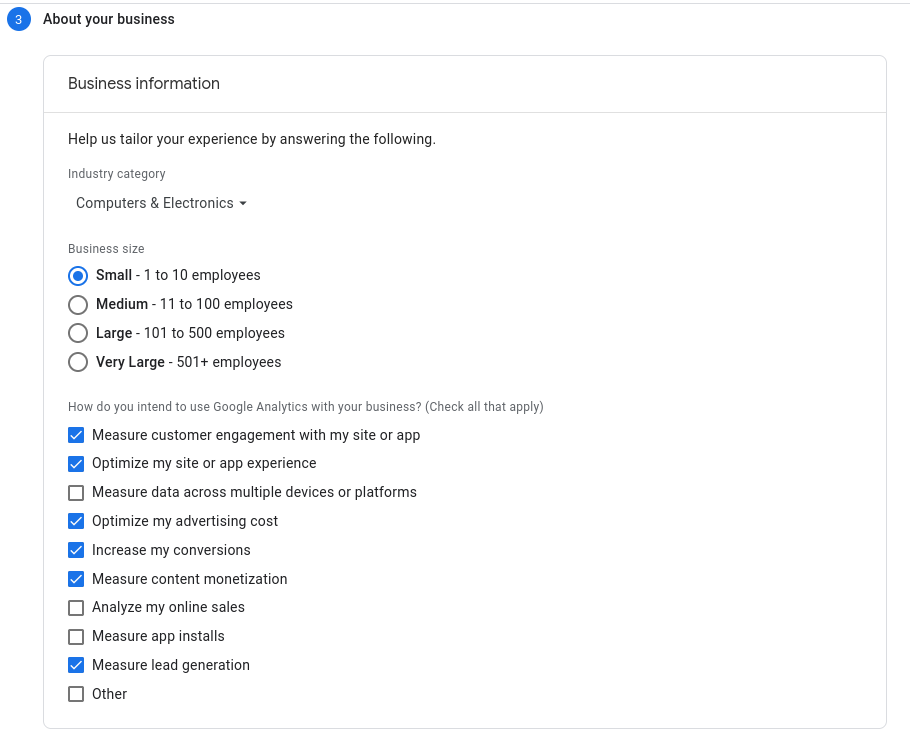 3 About your business
Business information
Help us tailor your experience by answering the following.
Industry category
Computers & Electronics
Business size
Small - 1 to 10 employees
Medium - 11 to 100 employees
Large - 101 to 500 employees
Very Large - 501+ employees
How do you intend to use Google Analytics with your business? (Check all that apply)
Measure customer engagement with my site or app
Optimize my site or app experience
Measure data across multiple devices or platforms
Optimize my advertising cost
Increase my conversions
Measure content monetization
Analyze my online sales
Measure app installs
Measure lead generation
Other